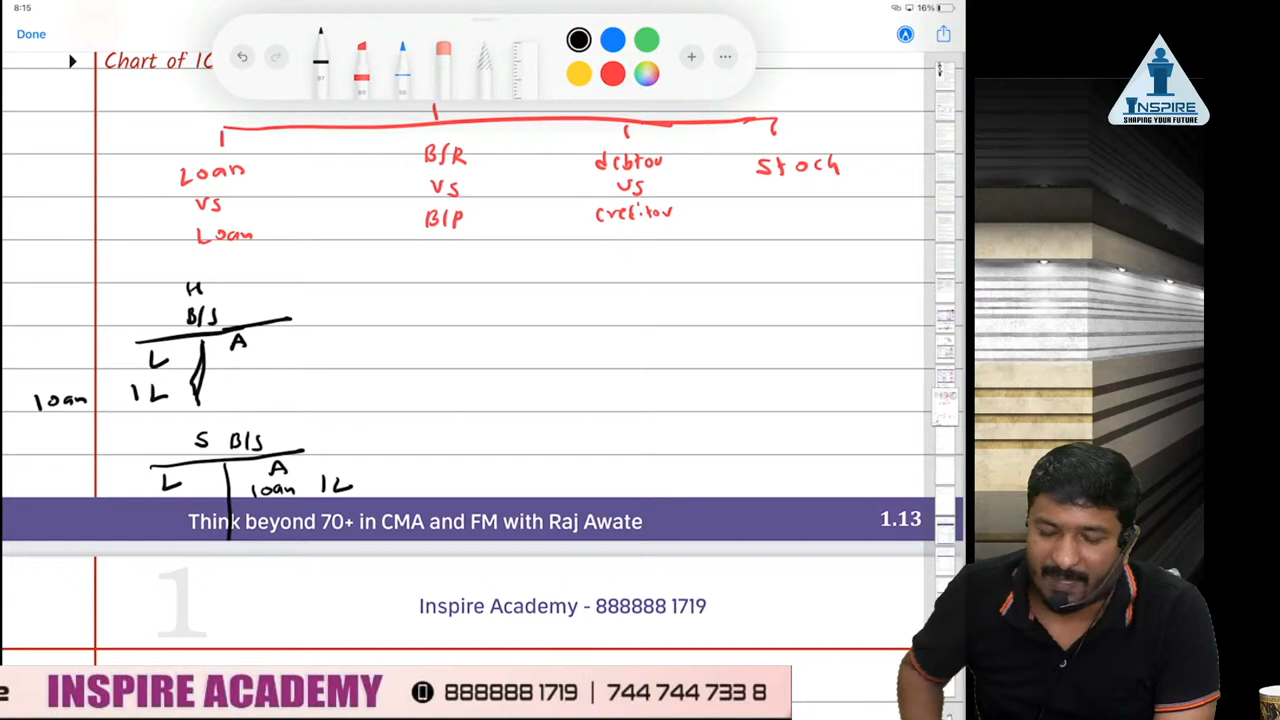 8:15
16%
Done
Chart of IC
INSPIRE
SHAPING YOUR FUTURE
Loan
vs
Loan
B/R
vs
B/P
debtor
vs
creditor
Stock
H
B/S
L A
loan 1L
S B/S
L A
loan 1L
Think beyond 70+ in CMA and FM with Raj Awate 1.13
1
Inspire Academy - 888888 1719
INSPIRE ACADEMY 888888 1719 | 744 744 733 8